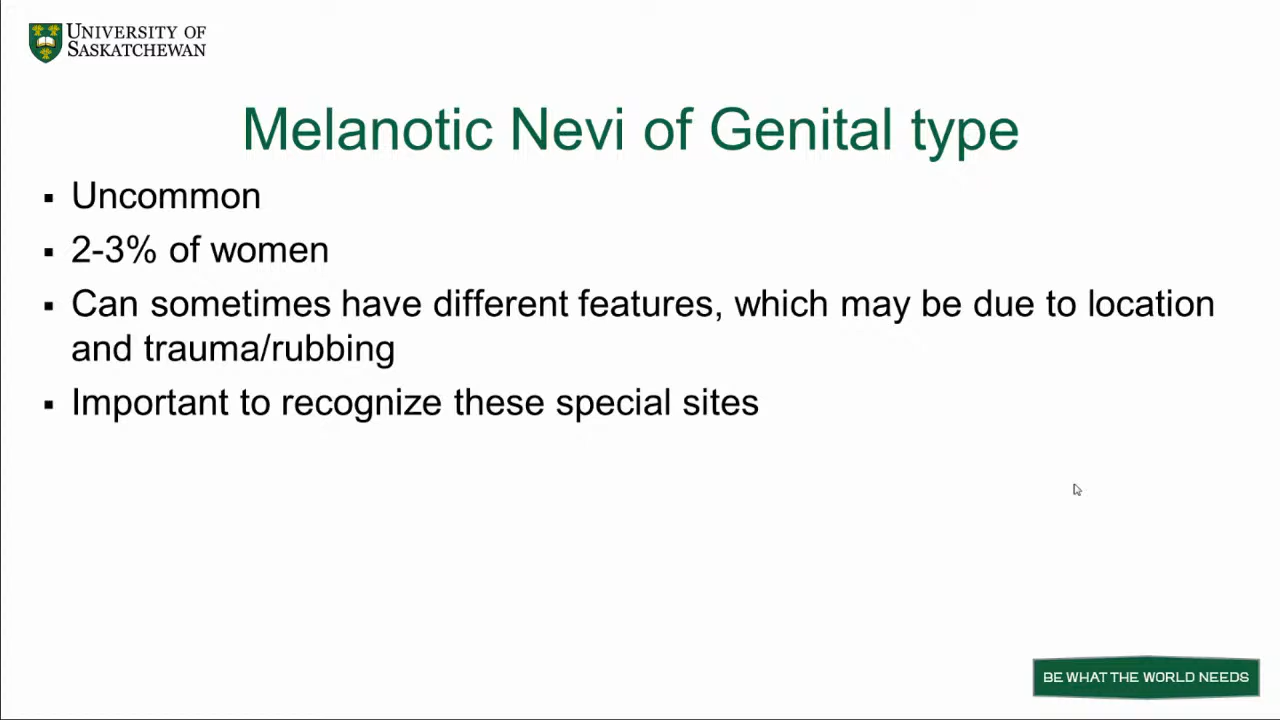 UNIVERSITY OF
SASKATCHEWAN
Melanotic Nevi of Genital type
▪ Uncommon
▪ 2-3% of women
▪ Can sometimes have different features, which may be due to location
and trauma/rubbing
▪ Important to recognize these special sites
BE WHAT THE WORLD NEEDS